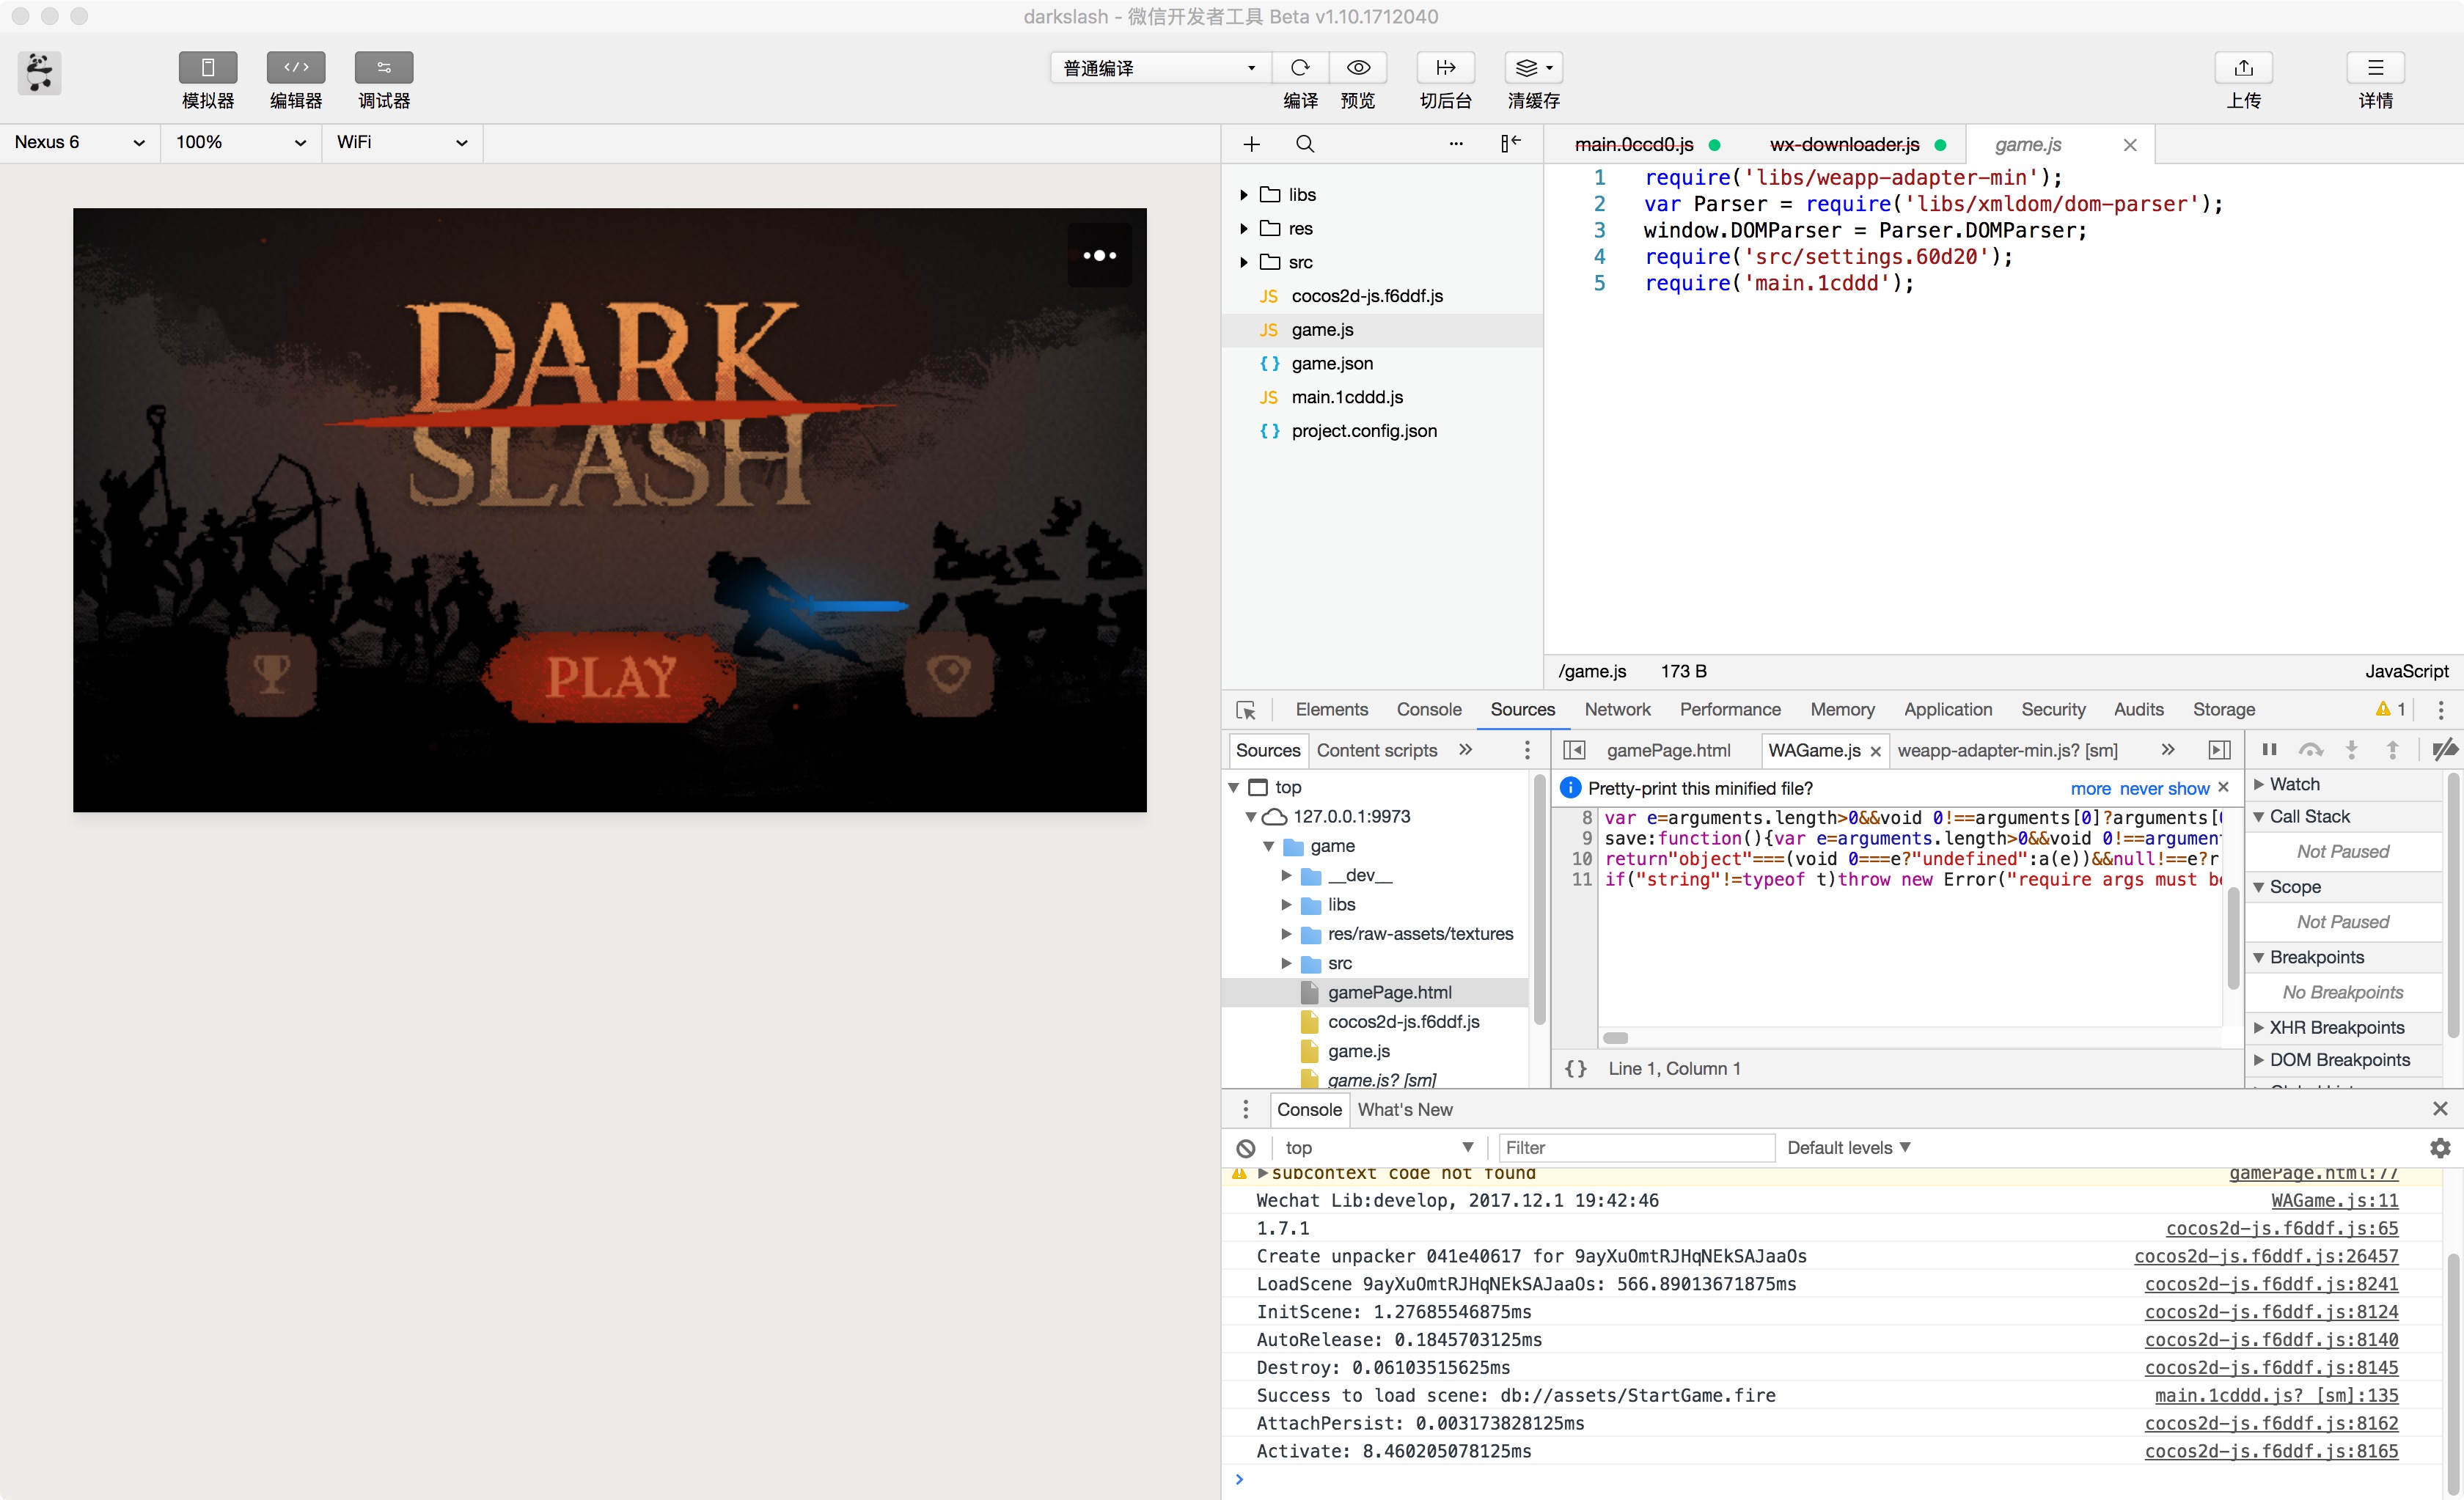 darkslash - 微信开发者工具 Beta v1.10.1712040
模拟器
编辑器
调试器
普通编译
编译
预览
切后台
清缓存
上传
详情
Nexus 6
100%
WiFi
DARK
SLASH
PLAY
libs
res
src
JS cocos2d-js.f6ddf.js
JS game.js
{ } game.json
JS main.1cddd.js
{ } project.config.json
main.0ccd0.js
wx-downloader.js
game.js
1 require('libs/weapp-adapter-min');
2 var Parser = require('libs/xmldom/dom-parser');
3 window.DOMParser = Parser.DOMParser;
4 require('src/settings.60d20');
5 require('main.1cddd');
/game.js 173 B JavaScript
Elements Console Sources Network Performance Memory Application Security Audits Storage 1
Sources Content scripts »
top
127.0.0.1:9973
game
__dev__
libs
res/raw-assets/textures
src
gamePage.html
cocos2d-js.f6ddf.js
game.js
game.js? [sm]
gamePage.html WAGame.js × weapp-adapter-min.js? [sm] »
Pretty-print this minified file? more never show ×
8 var e=arguments.length>0&&void 0!==arguments[0]?arguments[
9 save:function(){var e=arguments.length>0&&void 0!==argumen
10 return"object"===(void 0===e?"undefined":a(e))&&null!==e?r
11 if("string"!=typeof t)throw new Error("require args must b
{} Line 1, Column 1
Watch
Call Stack
Not Paused
Scope
Not Paused
Breakpoints
No Breakpoints
XHR Breakpoints
DOM Breakpoints
Console What's New
top Filter Default levels
subcontext code not found gamePage.html:77
Wechat Lib:develop, 2017.12.1 19:42:46 WAGame.js:11
1.7.1 cocos2d-js.f6ddf.js:65
Create unpacker 041e40617 for 9ayXuOmtRJHqNEkSAJaaOs cocos2d-js.f6ddf.js:26457
LoadScene 9ayXuOmtRJHqNEkSAJaaOs: 566.89013671875ms cocos2d-js.f6ddf.js:8241
InitScene: 1.27685546875ms cocos2d-js.f6ddf.js:8124
AutoRelease: 0.1845703125ms cocos2d-js.f6ddf.js:8140
Destroy: 0.06103515625ms cocos2d-js.f6ddf.js:8145
Success to load scene: db://assets/StartGame.fire main.1cddd.js? [sm]:135
AttachPersist: 0.003173828125ms cocos2d-js.f6ddf.js:8162
Activate: 8.460205078125ms cocos2d-js.f6ddf.js:8165